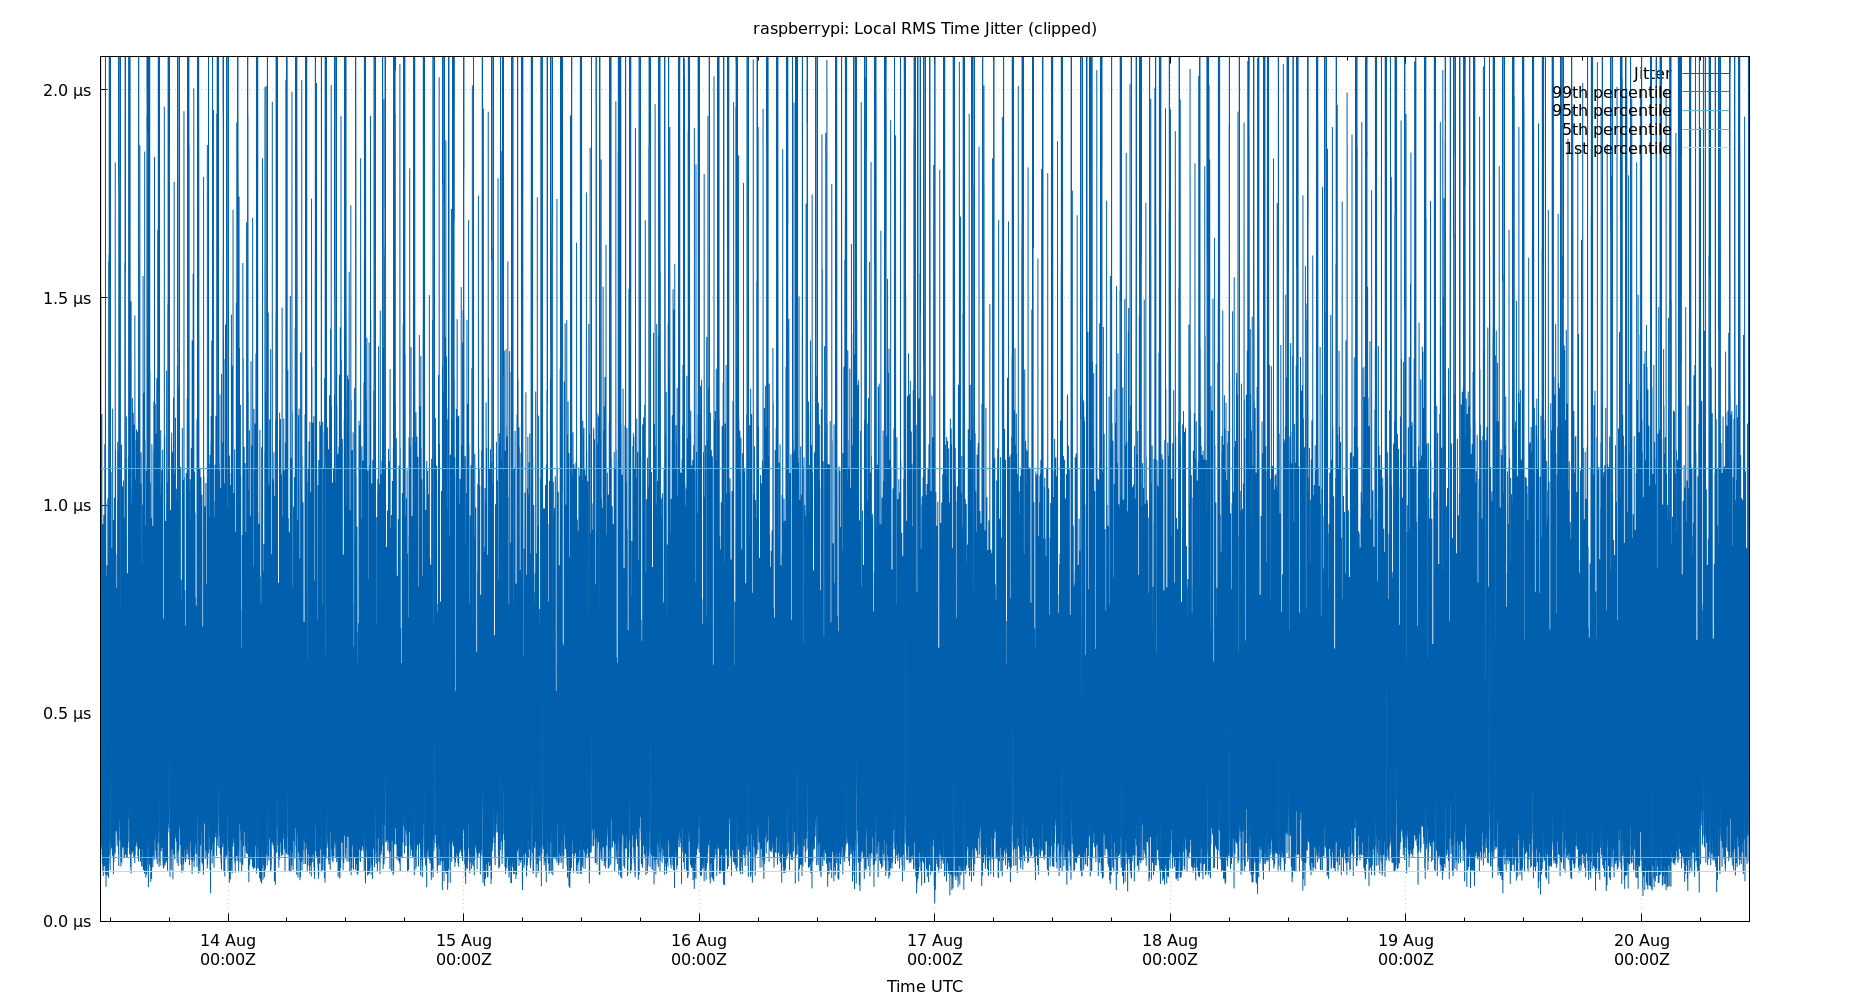 raspberrypi: Local RMS Time Jitter (clipped)
2.0 µs
1.5 µs
1.0 µs
0.5 µs
0.0 µs
Jitter
99th percentile
95th percentile
5th percentile
1st percentile
14 Aug
00:00Z
15 Aug
00:00Z
16 Aug
00:00Z
17 Aug
00:00Z
18 Aug
00:00Z
19 Aug
00:00Z
20 Aug
00:00Z
Time UTC